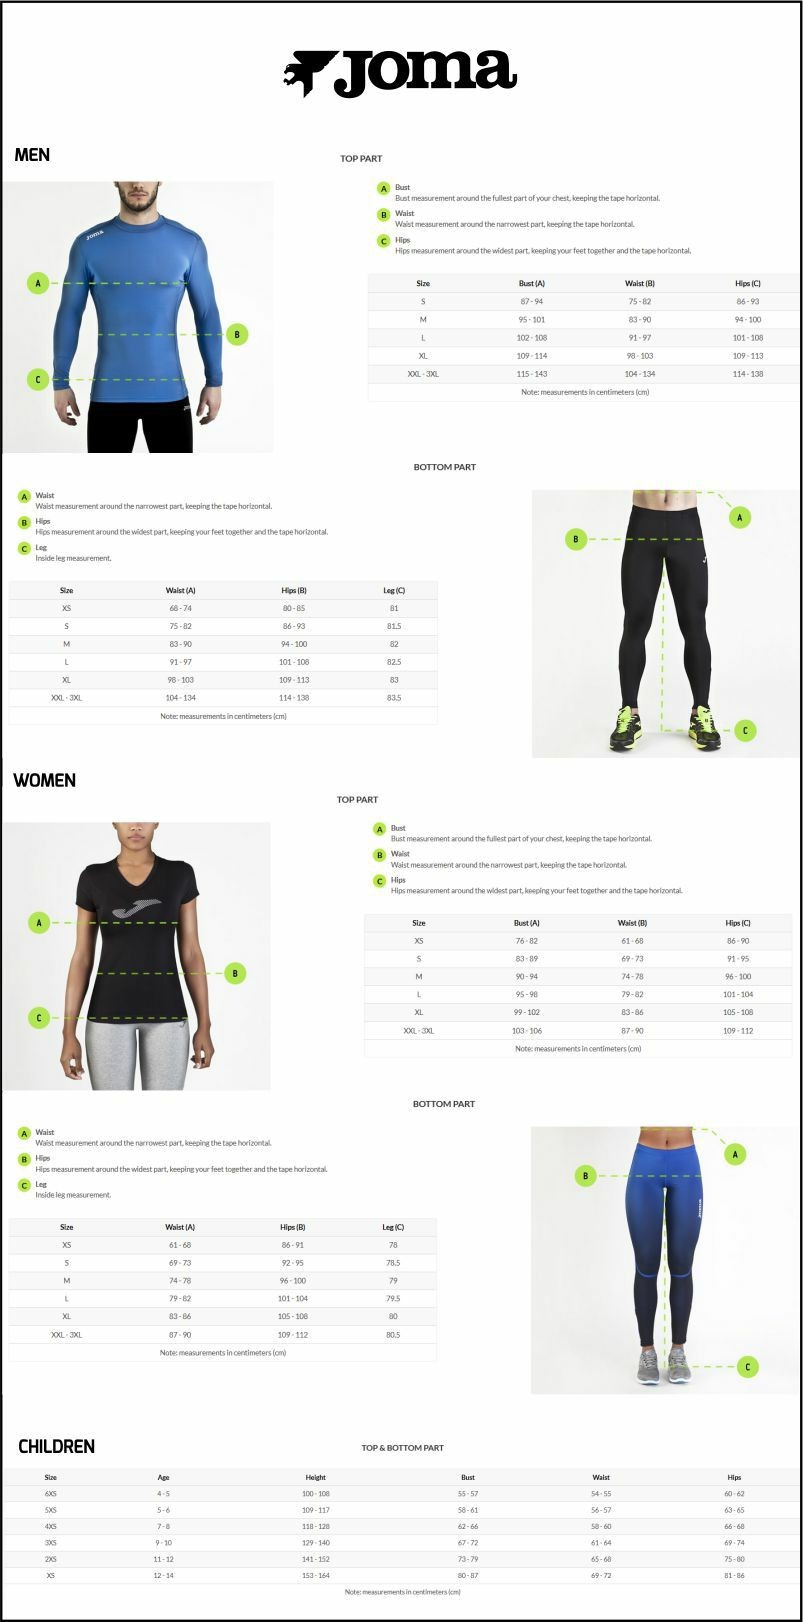 Joma
MEN
TOP PART
A Bust
Bust measurement around the fullest part of your chest, keeping the tape horizontal.
B Waist
Waist measurement around the narrowest part, keeping the tape horizontal.
C Hips
Hips measurement around the widest part, keeping your feet together and the tape horizontal.
Joma
A
B
C
Size Bust (A) Waist (B) Hips (C)
S 87 - 94 75 - 82 86 - 93
M 95 - 101 83 - 90 94 - 100
L 102 - 108 91 - 97 101 - 108
XL 109 - 114 98 - 103 109 - 113
XXL - 3XL 115 - 143 104 - 134 114 - 138
Note: measurements in centimeters (cm)
BOTTOM PART
A Waist
Waist measurement around the narrowest part, keeping the tape horizontal.
B Hips
Hips measurement around the widest part, keeping your feet together and the tape horizontal.
C Leg
Inside leg measurement.
Size Waist (A) Hips (B) Leg (C)
XS 68 - 74 80 - 85 81
S 75 - 82 86 - 93 81.5
M 83 - 90 94 - 100 82
L 91 - 97 101 - 108 82.5
XL 98 - 103 109 - 113 83
XXL - 3XL 104 - 134 114 - 138 83.5
Note: measurements in centimeters (cm)
A
B
C
WOMEN
TOP PART
A Bust
Bust measurement around the fullest part of your chest, keeping the tape horizontal.
B Waist
Waist measurement around the narrowest part, keeping the tape horizontal.
C Hips
Hips measurement around the widest part, keeping your feet together and the tape horizontal.
A
B
C
Size Bust (A) Waist (B) Hips (C)
XS 76 - 82 61 - 68 86 - 90
S 83 - 89 69 - 73 91 - 95
M 90 - 94 74 - 78 96 - 100
L 95 - 98 79 - 82 101 - 104
XL 99 - 102 83 - 86 105 - 108
XXL - 3XL 103 - 106 87 - 90 109 - 112
Note: measurements in centimeters (cm)
BOTTOM PART
A Waist
Waist measurement around the narrowest part, keeping the tape horizontal.
B Hips
Hips measurement around the widest part, keeping your feet together and the tape horizontal.
C Leg
Inside leg measurement.
Size Waist (A) Hips (B) Leg (C)
XS 61 - 68 86 - 91 78
S 69 - 73 92 - 95 78.5
M 74 - 78 96 - 100 79
L 79 - 82 101 - 104 79.5
XL 83 - 86 105 - 108 80
XXL - 3XL 87 - 90 109 - 112 80.5
Note: measurements in centimeters (cm)
A
B
Joma
C
CHILDREN
TOP & BOTTOM PART
Size Age Height Bust Waist Hips
6XS 4 - 5 100 - 108 55 - 57 54 - 55 60 - 62
5XS 5 - 6 109 - 117 58 - 61 56 - 57 63 - 65
4XS 7 - 8 118 - 128 62 - 66 58 - 60 66 - 68
3XS 9 - 10 129 - 140 67 - 72 61 - 64 69 - 74
2XS 11 - 12 141 - 152 73 - 79 65 - 68 75 - 80
XS 12 - 14 153 - 164 80 - 87 69 - 72 81 - 86
Note: measurements in centimeters (cm)